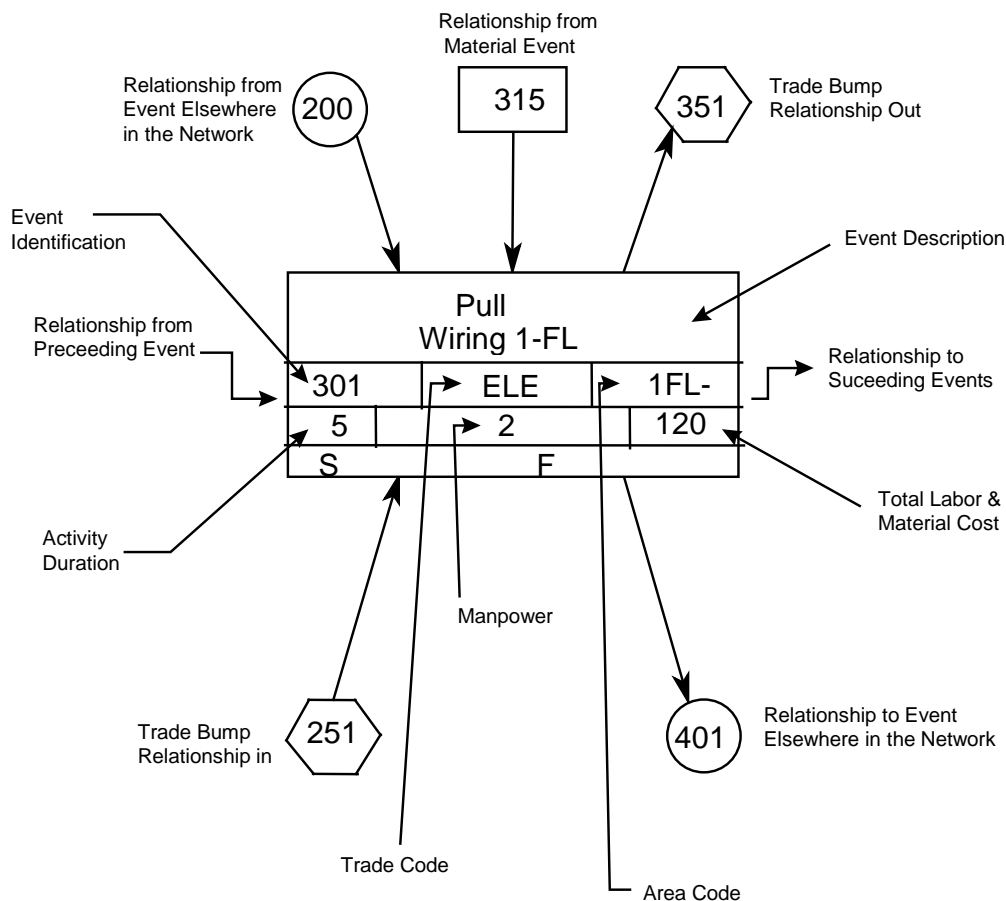 Relationship from
Material Event
Relationship from
Event Elsewhere
in the Network
200
315
351
Trade Bump
Relationship Out
Event
Identification
Event Description
Pull
Wiring 1-FL
Relationship from
Preceeding Event
301
ELE
1FL-
Relationship to
Suceeding Events
5
2
120
S
F
Activity
Duration
Total Labor &
Material Cost
Manpower
Trade Bump
Relationship in
251
401
Relationship to Event
Elsewhere in the Network
Trade Code
Area Code